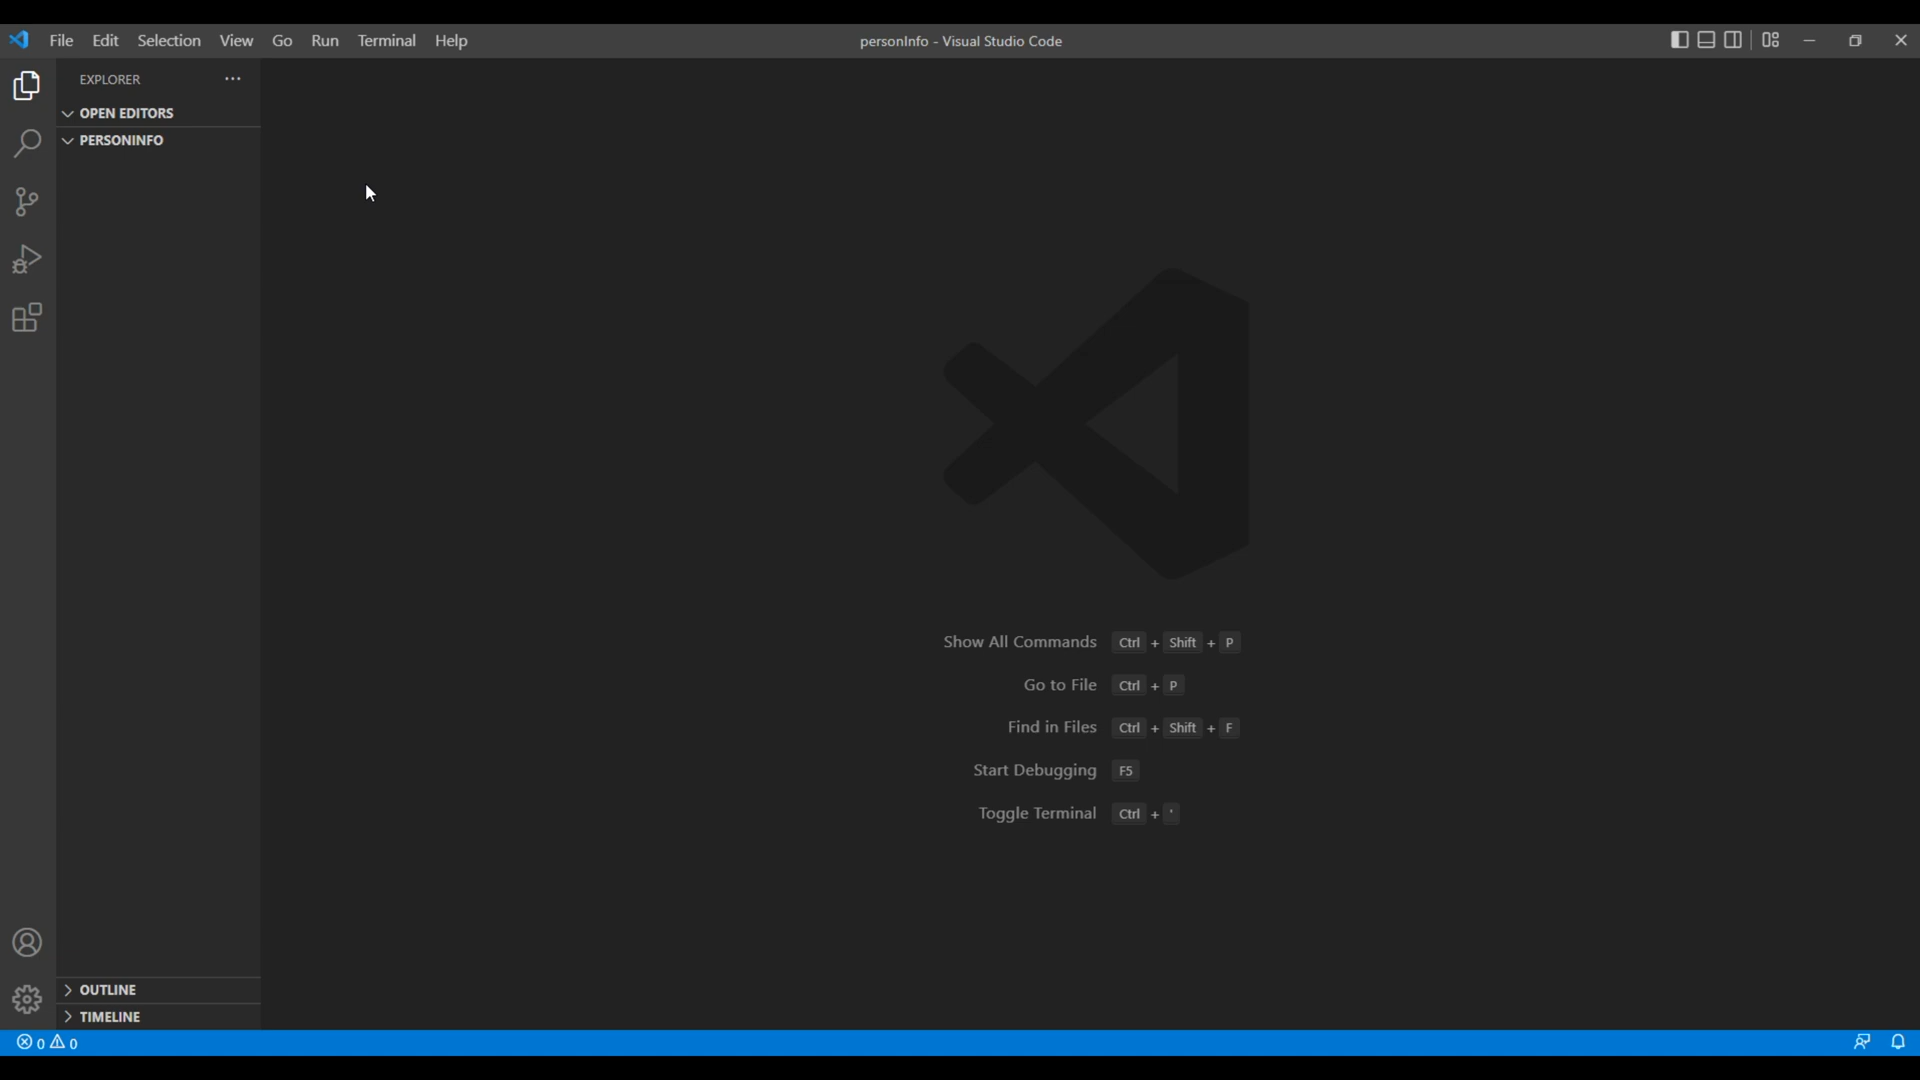 File Edit Selection View Go Run Terminal Help
personInfo - Visual Studio Code
EXPLORER
OPEN EDITORS
PERSONINFO
Show All Commands Ctrl + Shift + P
Go to File Ctrl + P
Find in Files Ctrl + Shift + F
Start Debugging F5
Toggle Terminal Ctrl + '
OUTLINE
TIMELINE
0 0